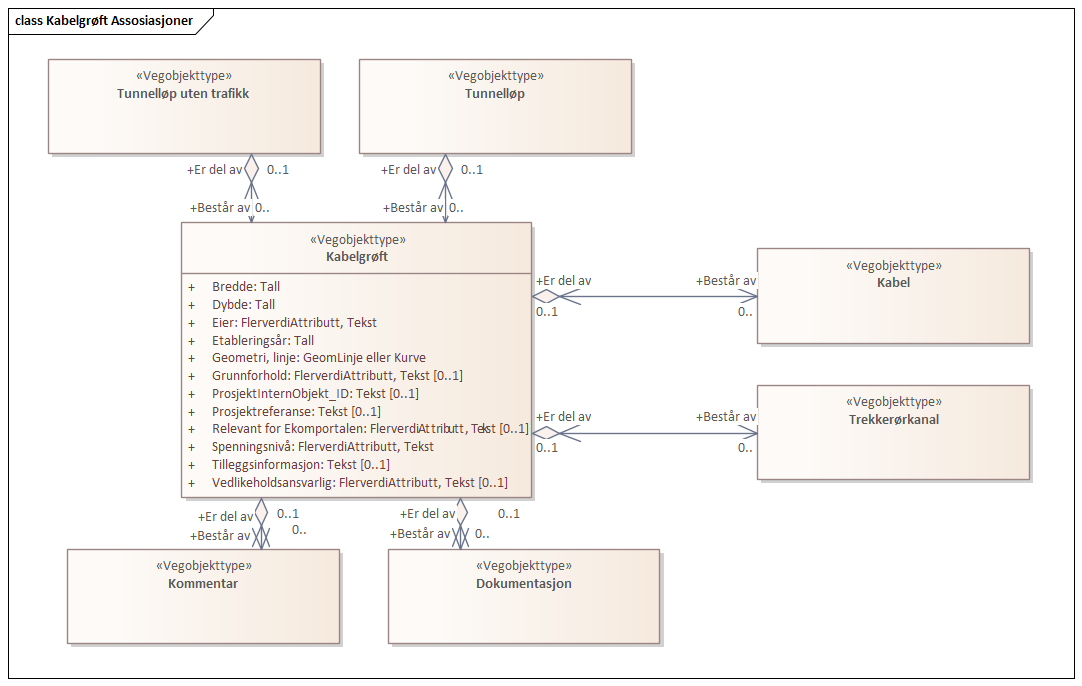 class Kabelgrøft Assosiasjoner
«Vegobjekttype»
Tunnelløp uten trafikk
«Vegobjekttype»
Tunnelløp
+Er del av 0..1
+Består av 0..
+Er del av 0..1
+Består av 0..
«Vegobjekttype»
Kabelgrøft
+ Bredde: Tall
+ Dybde: Tall
+ Eier: FlerverdiAttributt, Tekst
+ Etableringsår: Tall
+ Geometri, linje: GeomLinje eller Kurve
+ Grunnforhold: FlerverdiAttributt, Tekst [0..1]
+ ProsjektInternObjekt_ID: Tekst [0..1]
+ Prosjektreferanse: Tekst [0..1]
+ Relevant for Ekomportalen: FlerverdiAttributt, Tekst [0..1]
+ Spenningsnivå: FlerverdiAttributt, Tekst
+ Tilleggsinformasjon: Tekst [0..1]
+ Vedlikeholdsansvarlig: FlerverdiAttributt, Tekst [0..1]
+Er del av
0..1
+Består av
0..
«Vegobjekttype»
Kabel
+Er del av
0..1
+Består av
0..
«Vegobjekttype»
Trekkerørkanal
+Er del av 0..1
+Består av 0..
+Er del av 0..1
+Består av 0..
«Vegobjekttype»
Kommentar
«Vegobjekttype»
Dokumentasjon